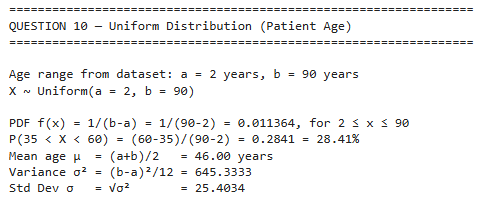 =================================================================
QUESTION 10 — Uniform Distribution (Patient Age)
=================================================================
Age range from dataset: a = 2 years, b = 90 years
X ~ Uniform(a = 2, b = 90)
PDF f(x) = 1/(b-a) = 1/(90-2) = 0.011364, for 2 ≤ x ≤ 90
P(35 < X < 60) = (60-35)/(90-2) = 0.2841 = 28.41%
Mean age μ  = (a+b)/2   = 46.00 years
Variance σ² = (b-a)²/12 = 645.3333
Std Dev σ   = √σ²       = 25.4034